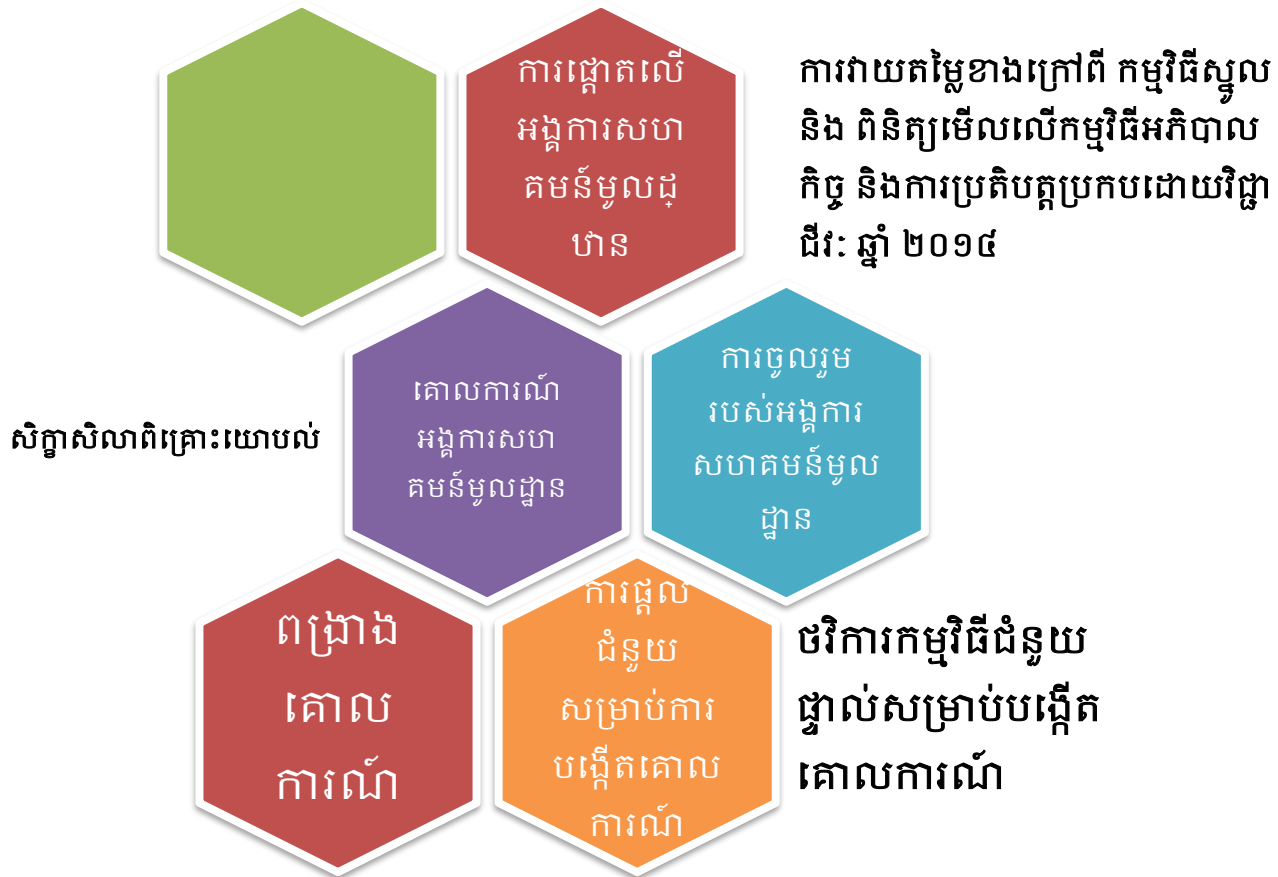 ការផ្តោតលើ
អង្គការសហ
គមន៍មូលដ្
ឋាន
ការវាយតម្លៃខាងក្រៅពី កម្មវិធីស្នូល
និង ពិនិត្យមើលលើកម្មវិធីអភិបាល
កិច្ច និងការប្រតិបត្តប្រកបដោយវិជ្ជា
ជីវៈ ឆ្នាំ ២០១៤
សិក្ខាសិលាពិគ្រោះយោបល់
គោលការណ៍
អង្គការសហ
គមន៍មូលដ្ឋាន
ការចូលរួម
របស់អង្គការ
សហគមន៍មូល
ដ្ឋាន
ពង្រាង
គោល
ការណ៍
ការផ្តល់
ជំនួយ
សម្រាប់ការ
បង្កើតគោល
ការណ៍
ថវិការកម្មវិធីជំនួយ
ផ្ទាល់សម្រាប់បង្កើត
គោលការណ៍